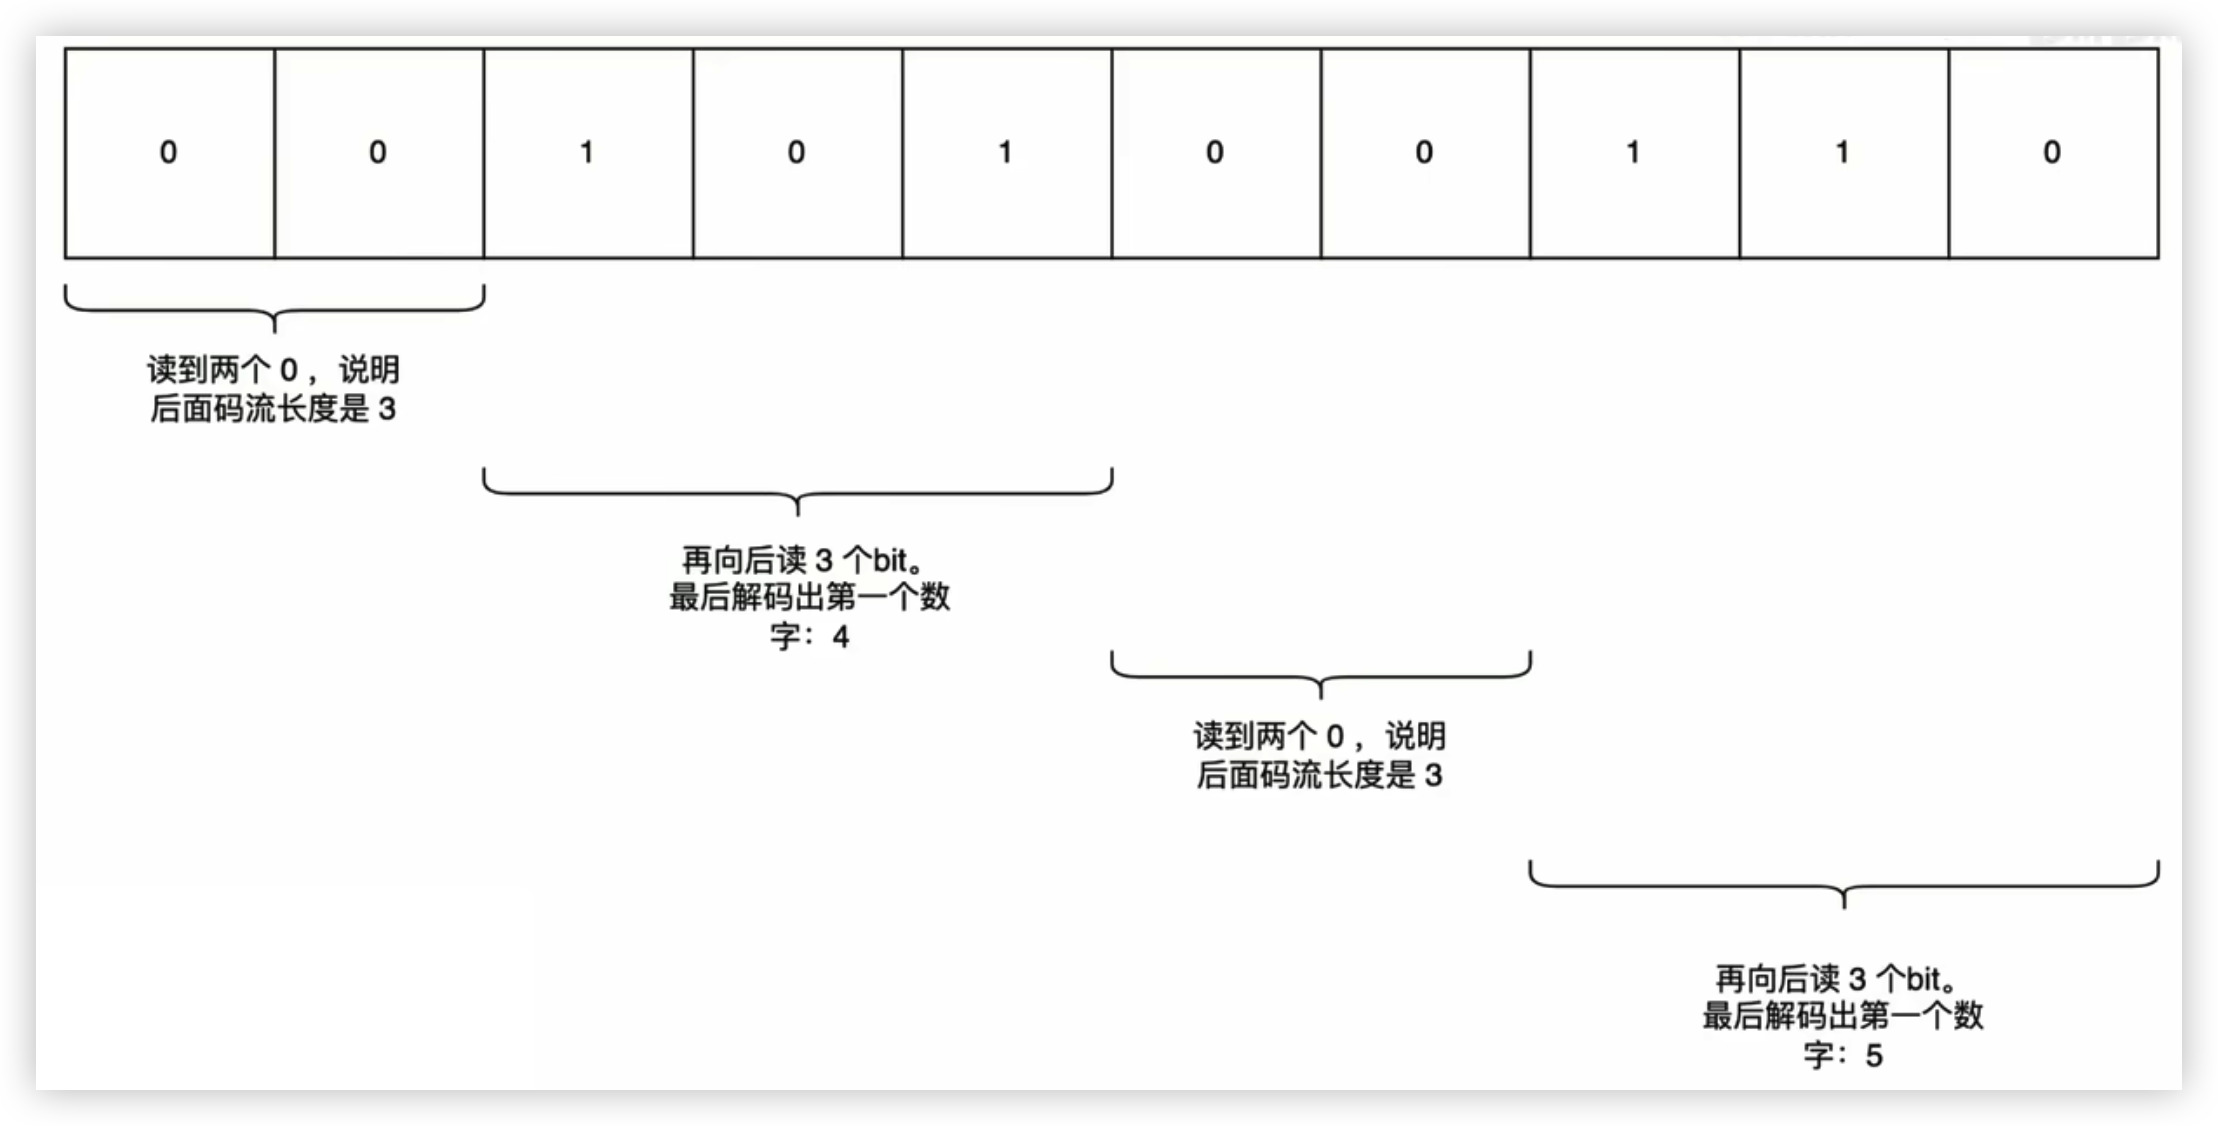 0 0 1 0 1 0 0 1 1 0
读到两个 0，说明
后面码流长度是 3
再向后读 3 个bit。
最后解码出第一个数
字：4
读到两个 0，说明
后面码流长度是 3
再向后读 3 个bit。
最后解码出第一个数
字：5